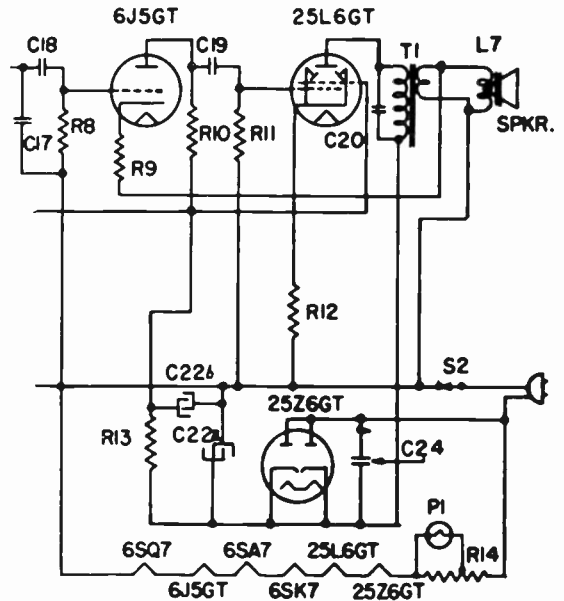 6J5GT 25L6GT
C18 C19 T1 L7
C17 R8 R9 R10 R11 C20 SPKR.
R12
C22b S2
25Z6GT
R13 C22a C24
P1
6SQ7 6SA7 25L6GT R14
6J5GT 6SK7 25Z6GT